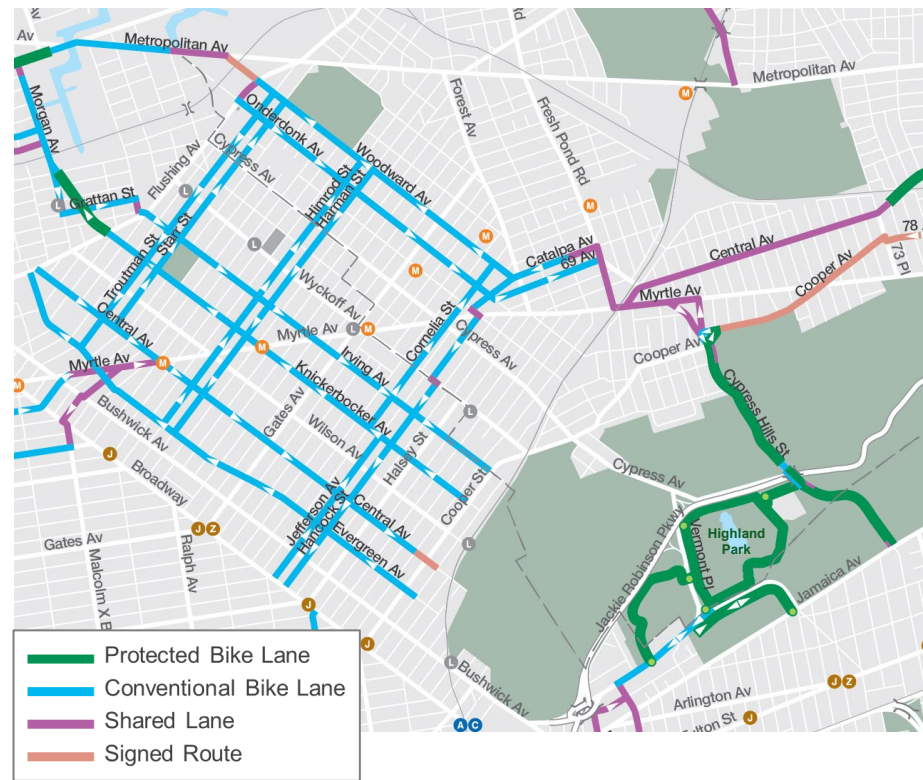 Av
Metropolitan Av
Rd
Metropolitan Av
Morgan Av
Onderdonk Av
Forest Av
Fresh Pond Rd
M
Flushing Av
Cypress Av
Woodward Av
L
Grattan St
L
Himrod St
Harman St
M
78
Troutman St
Starr St
L
M
Catalpa Av
69 Av
Central Av
Cooper Av
73 Pl
M
Wyckoff Av
Myrtle Av
Central Av
Cornelia St
L
M
Myrtle Av
Cypress Av
Cooper Av
M
Irving Av
Myrtle Av
M
M
Knickerbocker Av
Cypress Hills St
Bushwick Av
Gates Av
Wilson Av
L
Halsey St
J
Broadway
Cooper St
Cypress Av
Jefferson Av
Hancock St
Central Av
J Z
Evergreen Av
Highland
Park
Vermont Pl
Gates Av
Malcolm X B
Ralph Av
L
Jackie Robinson Pkwy
Jamaica Av
J
J
L
Bushwick Av
J Z
Arlington Av
A C
Fulton St
J
Protected Bike Lane
Conventional Bike Lane
Shared Lane
Signed Route